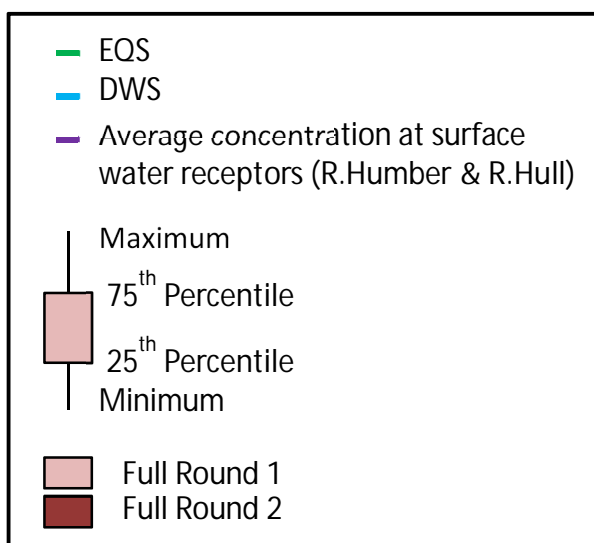 EQS
DWS
Average concentration at surface
water receptors (R.Humber & R.Hull)
Maximum
75th Percentile
25th Percentile
Minimum
Full Round 1
Full Round 2